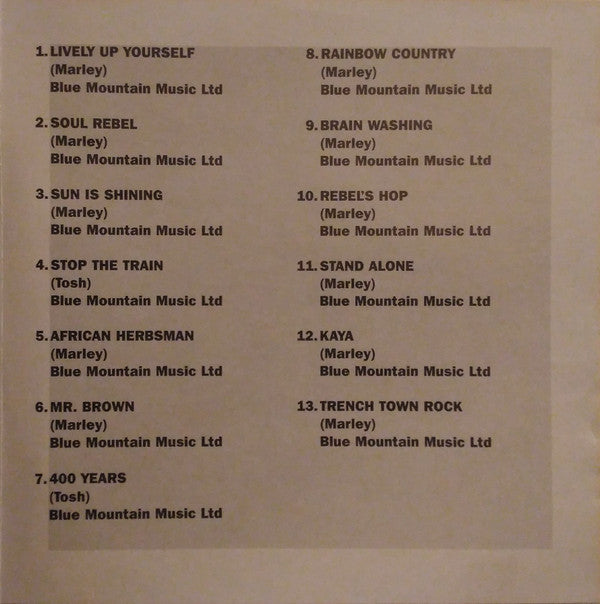 1. LIVELY UP YOURSELF
(Marley)
Blue Mountain Music Ltd
2. SOUL REBEL
(Marley)
Blue Mountain Music Ltd
3. SUN IS SHINING
(Marley)
Blue Mountain Music Ltd
4. STOP THE TRAIN
(Tosh)
Blue Mountain Music Ltd
5. AFRICAN HERBSMAN
(Marley)
Blue Mountain Music Ltd
6. MR. BROWN
(Marley)
Blue Mountain Music Ltd
7. 400 YEARS
(Tosh)
Blue Mountain Music Ltd
8. RAINBOW COUNTRY
(Marley)
Blue Mountain Music Ltd
9. BRAIN WASHING
(Marley)
Blue Mountain Music Ltd
10. REBEL'S HOP
(Marley)
Blue Mountain Music Ltd
11. STAND ALONE
(Marley)
Blue Mountain Music Ltd
12. KAYA
(Marley)
Blue Mountain Music Ltd
13. TRENCH TOWN ROCK
(Marley)
Blue Mountain Music Ltd